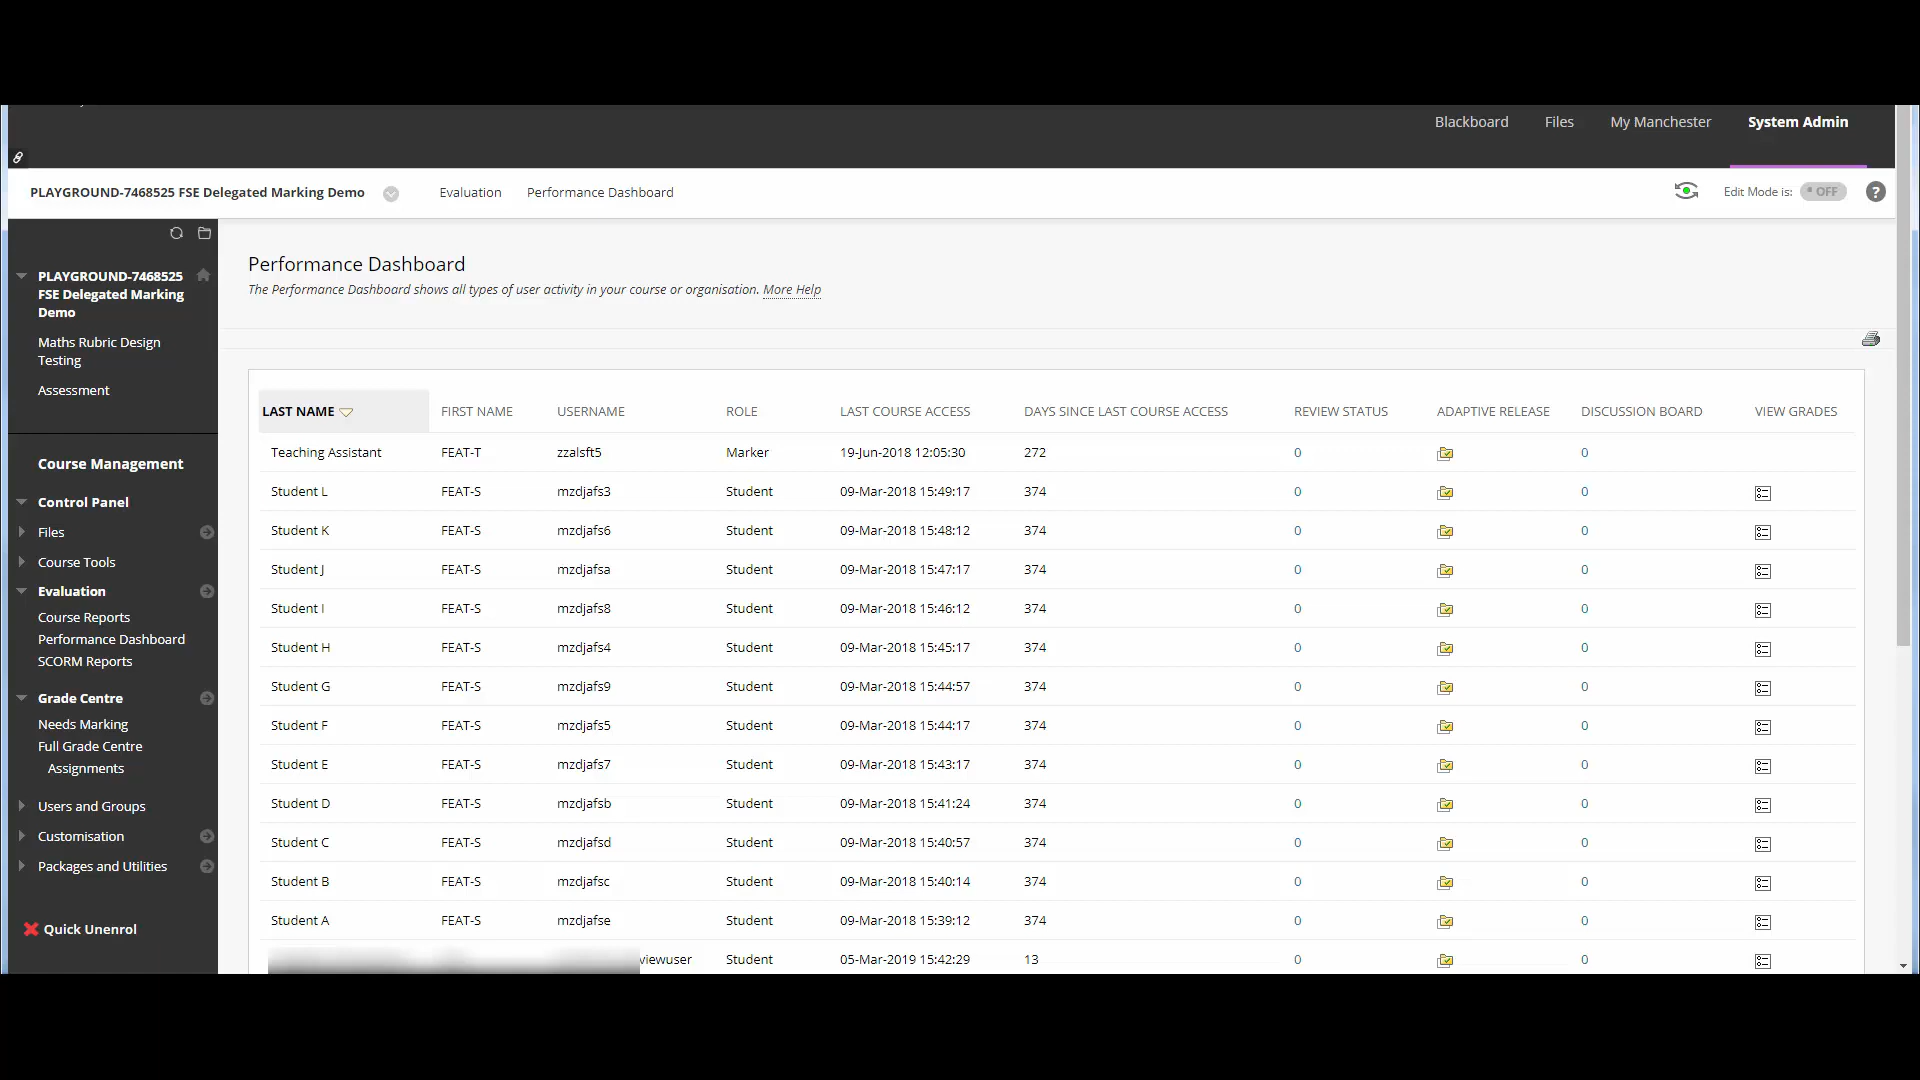 Blackboard Files My Manchester System Admin
PLAYGROUND-7468525 FSE Delegated Marking Demo Evaluation Performance Dashboard Edit Mode is: OFF ?
PLAYGROUND-7468525
FSE Delegated Marking
Demo
Maths Rubric Design
Testing
Assessment
Course Management
Control Panel
Files
Course Tools
Evaluation
Course Reports
Performance Dashboard
SCORM Reports
Grade Centre
Needs Marking
Full Grade Centre
Assignments
Users and Groups
Customisation
Packages and Utilities
Quick Unenrol
Performance Dashboard
The Performance Dashboard shows all types of user activity in your course or organisation. More Help
LAST NAME FIRST NAME USERNAME ROLE LAST COURSE ACCESS DAYS SINCE LAST COURSE ACCESS REVIEW STATUS ADAPTIVE RELEASE DISCUSSION BOARD VIEW GRADES
Teaching Assistant FEAT-T zzalsft5 Marker 19-Jun-2018 12:05:30 272 0 0
Student L FEAT-S mzdjafs3 Student 09-Mar-2018 15:49:17 374 0 0
Student K FEAT-S mzdjafs6 Student 09-Mar-2018 15:48:12 374 0 0
Student J FEAT-S mzdjafsa Student 09-Mar-2018 15:47:17 374 0 0
Student I FEAT-S mzdjafs8 Student 09-Mar-2018 15:46:12 374 0 0
Student H FEAT-S mzdjafs4 Student 09-Mar-2018 15:45:17 374 0 0
Student G FEAT-S mzdjafs9 Student 09-Mar-2018 15:44:57 374 0 0
Student F FEAT-S mzdjafs5 Student 09-Mar-2018 15:44:17 374 0 0
Student E FEAT-S mzdjafs7 Student 09-Mar-2018 15:43:17 374 0 0
Student D FEAT-S mzdjafsb Student 09-Mar-2018 15:41:24 374 0 0
Student C FEAT-S mzdjafsd Student 09-Mar-2018 15:40:57 374 0 0
Student B FEAT-S mzdjafsc Student 09-Mar-2018 15:40:14 374 0 0
Student A FEAT-S mzdjafse Student 09-Mar-2018 15:39:12 374 0 0
viewuser Student 05-Mar-2019 15:42:29 13 0 0